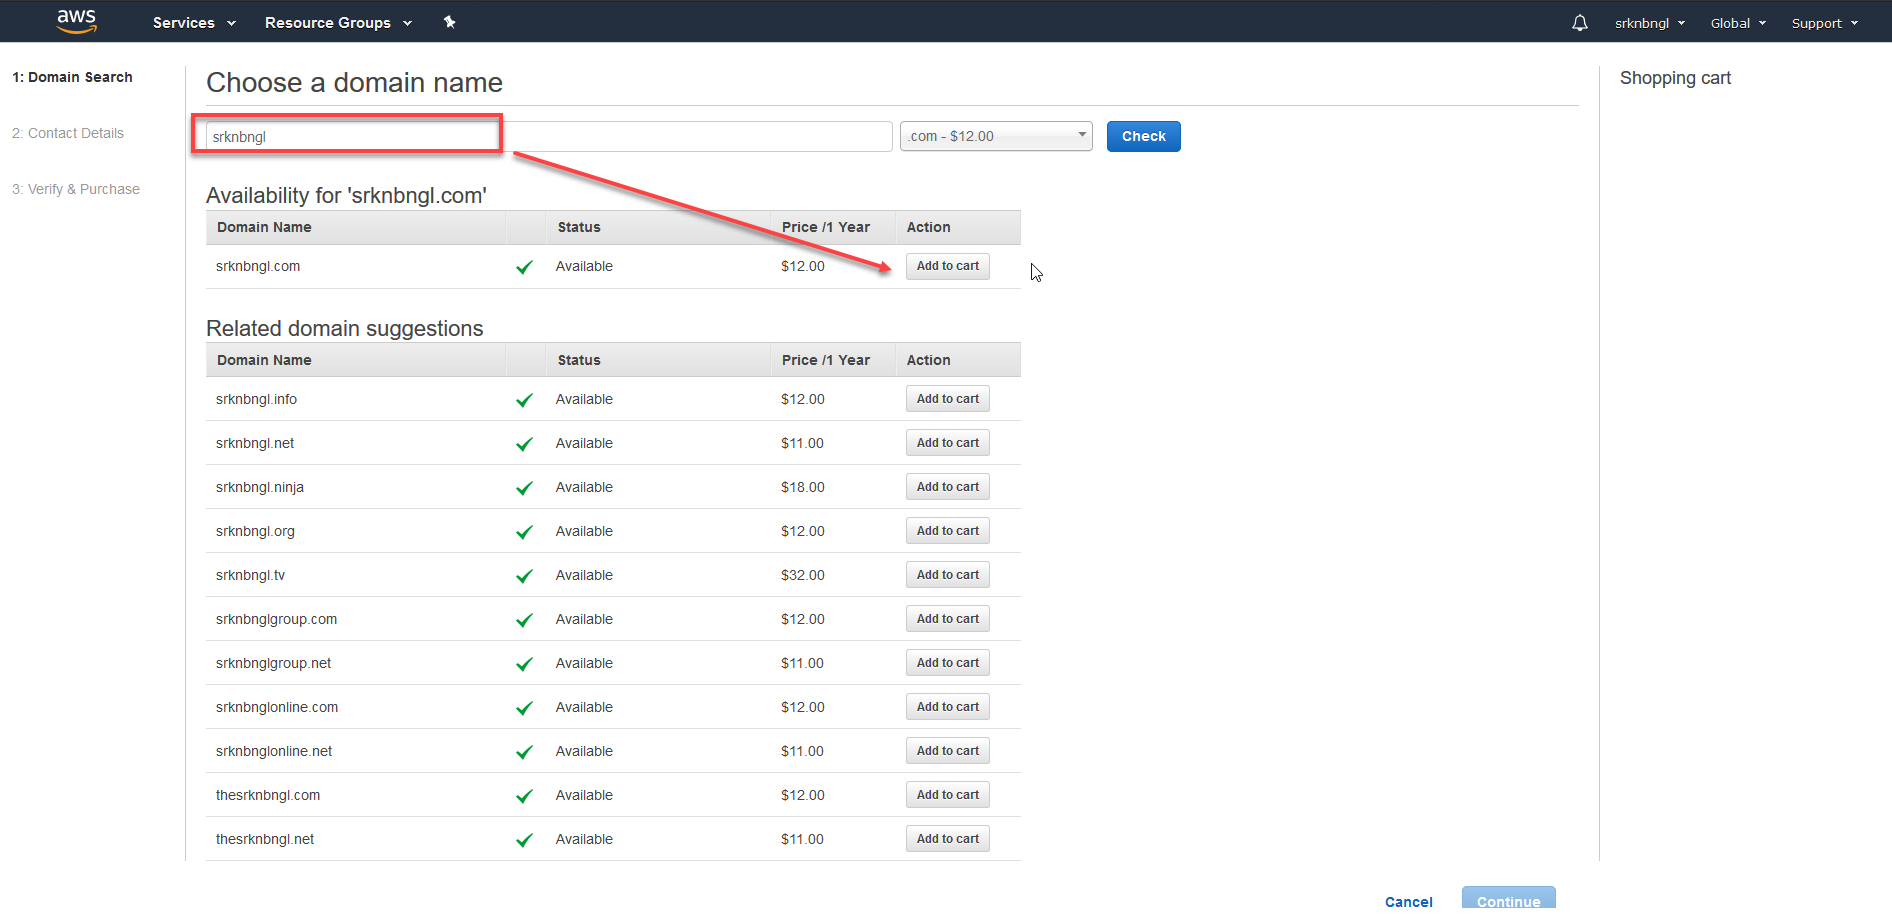 aws Services Resource Groups srknbngl Global Support
1: Domain Search
2: Contact Details
3: Verify & Purchase
Choose a domain name
srknbngl .com - $12.00 Check
Availability for 'srknbngl.com'
Domain Name Status Price /1 Year Action
srknbngl.com Available $12.00 Add to cart
Related domain suggestions
Domain Name Status Price /1 Year Action
srknbngl.info Available $12.00 Add to cart
srknbngl.net Available $11.00 Add to cart
srknbngl.ninja Available $18.00 Add to cart
srknbngl.org Available $12.00 Add to cart
srknbngl.tv Available $32.00 Add to cart
srknbnglgroup.com Available $12.00 Add to cart
srknbnglgroup.net Available $11.00 Add to cart
srknbnglonline.com Available $12.00 Add to cart
srknbnglonline.net Available $11.00 Add to cart
thesrknbngl.com Available $12.00 Add to cart
thesrknbngl.net Available $11.00 Add to cart
Shopping cart
Cancel Continue